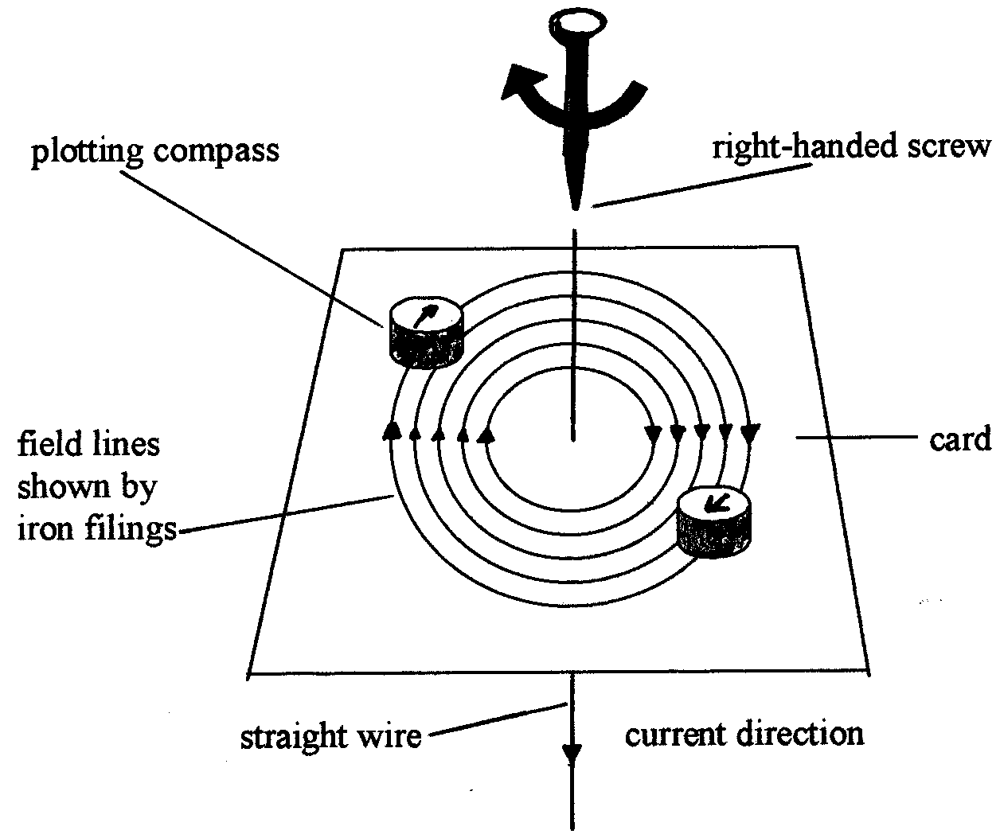 plotting compass
right-handed screw
field lines
shown by
iron filings
card
straight wire
current direction